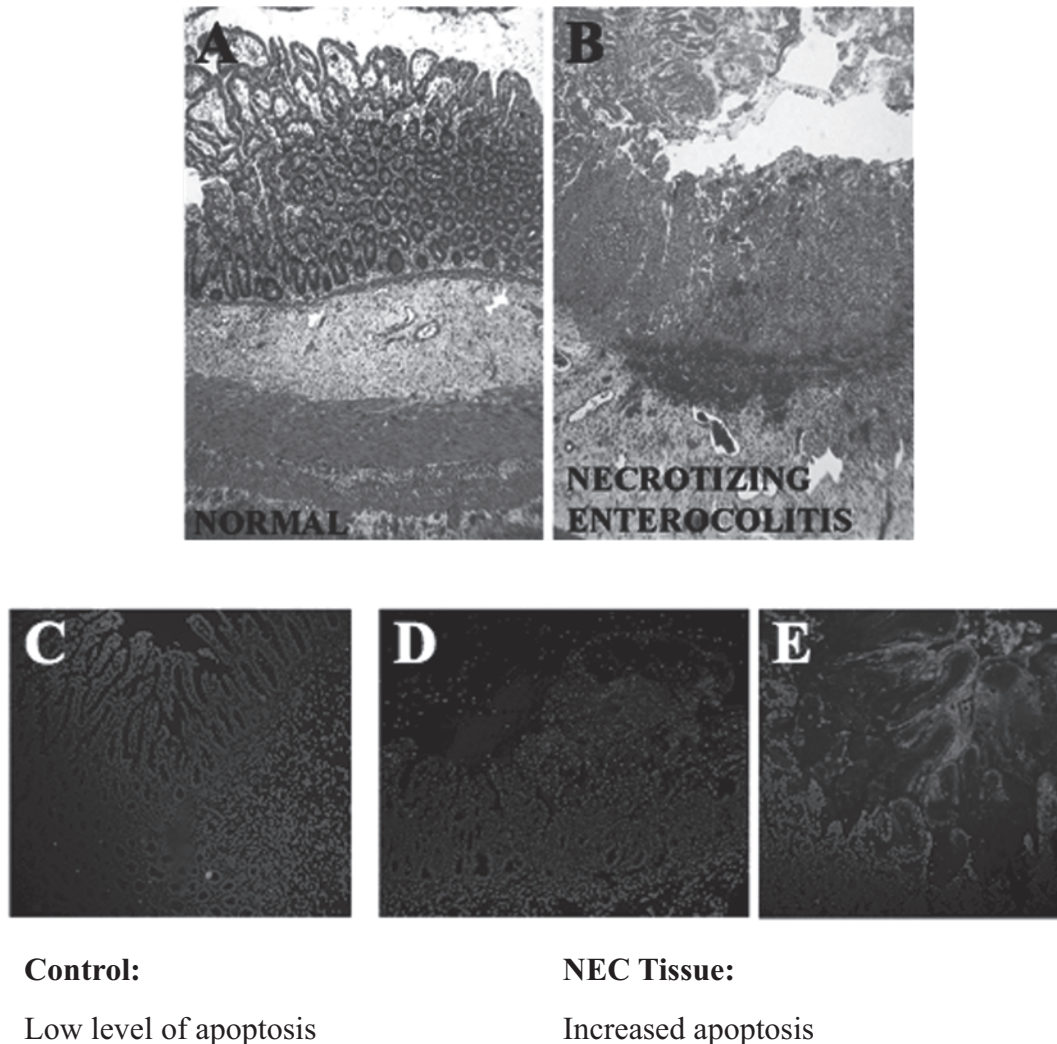 A
B
NORMAL
NECROTIZING
ENTEROCOLITIS
C
D
E
Control:
NEC Tissue:
Low level of apoptosis
Increased apoptosis